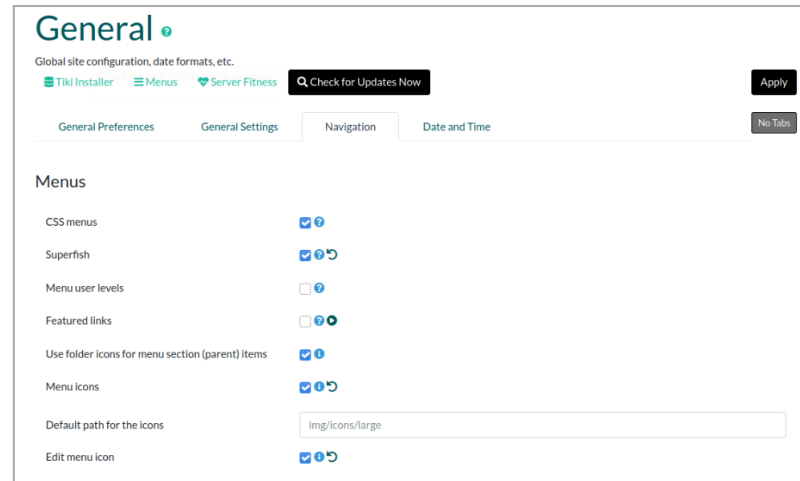 General
Global site configuration, date formats, etc.
Tiki Installer Menus Server Fitness Check for Updates Now Apply
General Preferences General Settings Navigation Date and Time No Tabs
Menus
CSS menus
Superfish
Menu user levels
Featured links
Use folder icons for menu section (parent) items
Menu icons
Default path for the icons img/icons/large
Edit menu icon